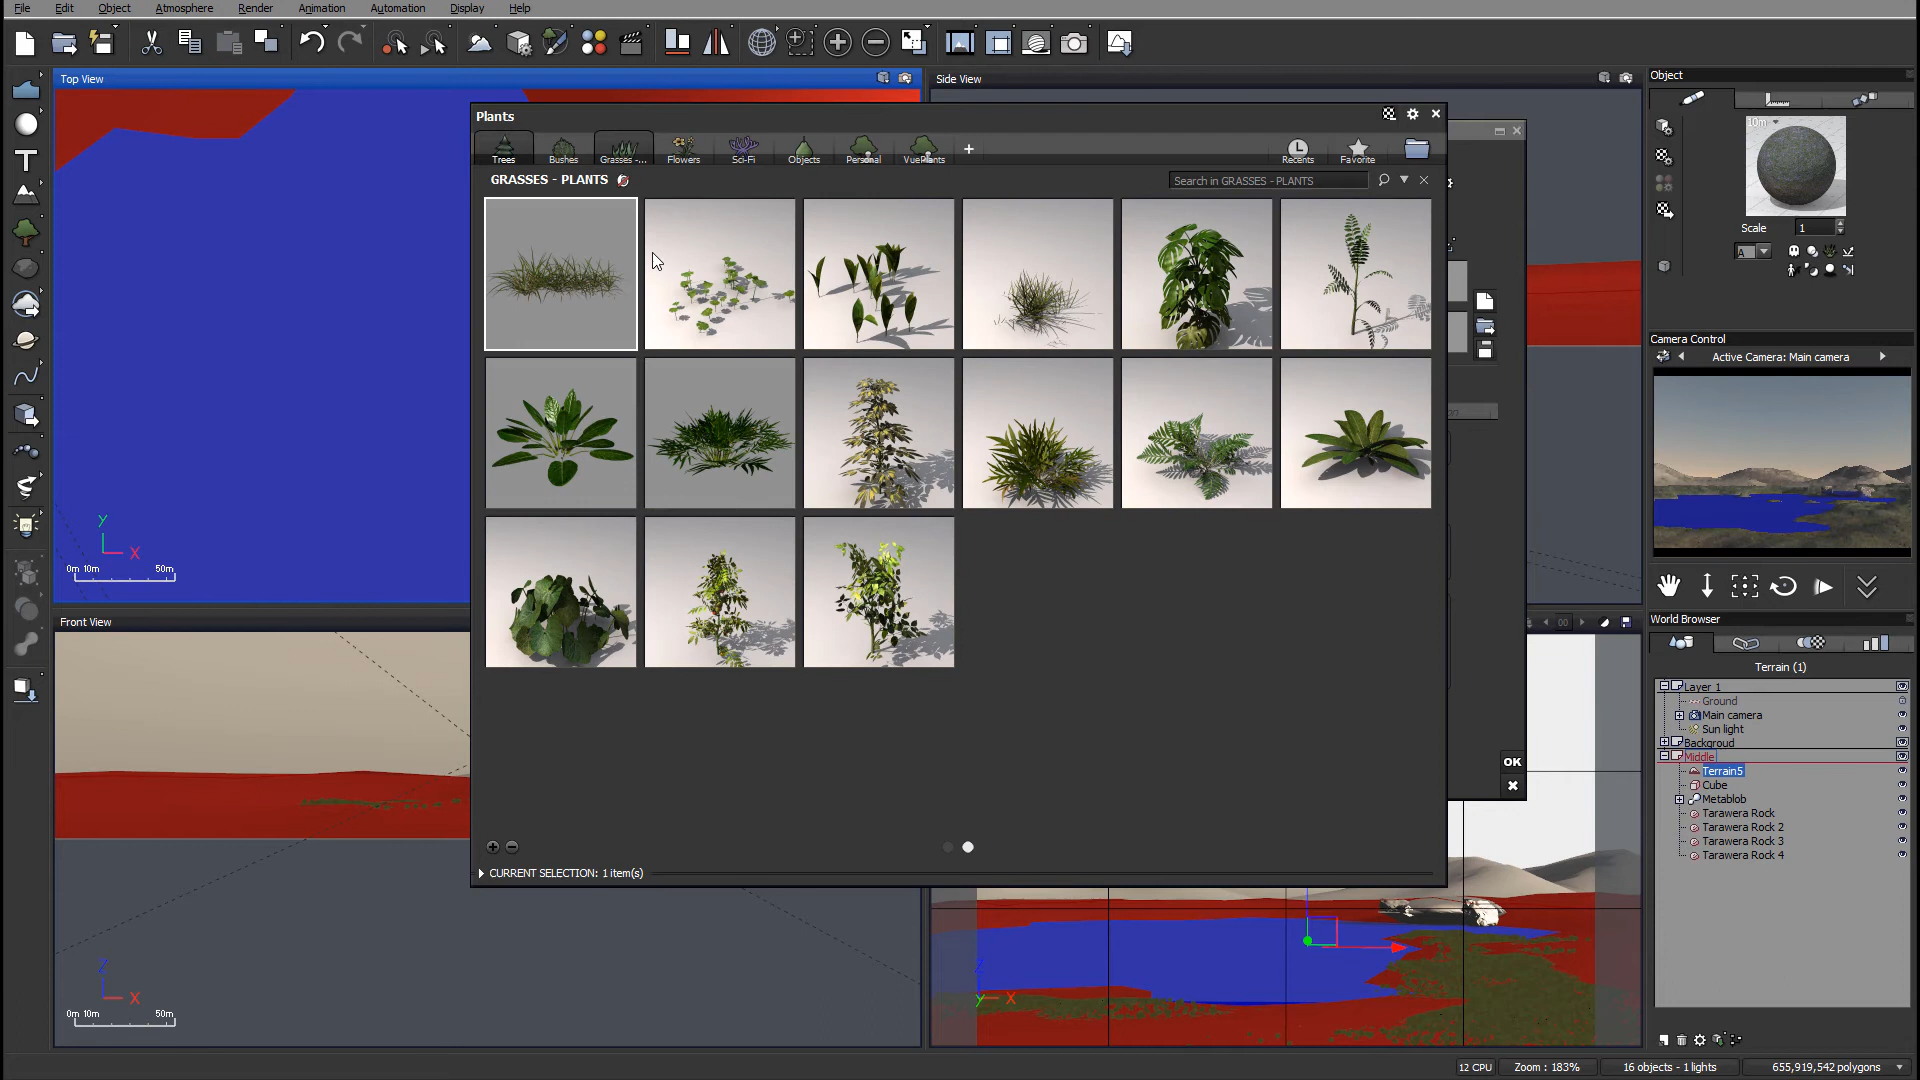 File Edit Object Atmosphere Render Animation Automation Display Help
Top View
Side View
Object
Plants
Trees Bushes Grasses -... Flowers Sci-Fi Objects Personal VuePlants + Recents Favorite
GRASSES - PLANTS
Search in GRASSES - PLANTS
10m
Scale 1
A
Camera Control
Active Camera: Main camera
Y
X
0m 10m 50m
Front View
00
World Browser
Terrain (1)
Layer 1
Ground
Main camera
Sun light
Backgroud
Middle
Terrain5
Cube
Metablob
Tarawera Rock
Tarawera Rock 2
Tarawera Rock 3
Tarawera Rock 4
OK
CURRENT SELECTION: 1 item(s)
Z
X
0m 10m 50m
Z
Y X
12 CPU Zoom : 183% 16 objects - 1 lights 655,919,542 polygons